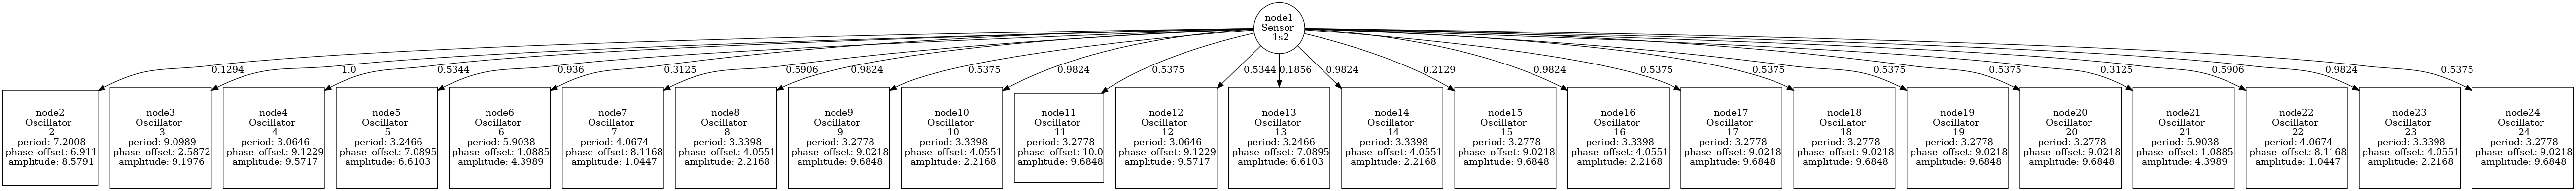 node1
Sensor
1s2
0.1294
1.0
-0.5344
0.936
-0.3125
0.5906
0.9824
-0.5375
0.9824
-0.5375
-0.5344
0.1856
0.9824
0.2129
0.9824
-0.5375
-0.5375
-0.5375
-0.5375
-0.3125
0.5906
0.9824
-0.5375
node2
Oscillator
2
period: 7.2008
phase_offset: 6.911
amplitude: 8.5791
node3
Oscillator
3
period: 9.0989
phase_offset: 2.5872
amplitude: 9.1976
node4
Oscillator
4
period: 3.0646
phase_offset: 9.1229
amplitude: 9.5717
node5
Oscillator
5
period: 3.2466
phase_offset: 7.0895
amplitude: 6.6103
node6
Oscillator
6
period: 5.9038
phase_offset: 1.0885
amplitude: 4.3989
node7
Oscillator
7
period: 4.0674
phase_offset: 8.1168
amplitude: 1.0447
node8
Oscillator
8
period: 3.3398
phase_offset: 4.0551
amplitude: 2.2168
node9
Oscillator
9
period: 3.2778
phase_offset: 9.0218
amplitude: 9.6848
node10
Oscillator
10
period: 3.3398
phase_offset: 4.0551
amplitude: 2.2168
node11
Oscillator
11
period: 3.2778
phase_offset: 10.0
amplitude: 9.6848
node12
Oscillator
12
period: 3.0646
phase_offset: 9.1229
amplitude: 9.5717
node13
Oscillator
13
period: 3.2466
phase_offset: 7.0895
amplitude: 6.6103
node14
Oscillator
14
period: 3.3398
phase_offset: 4.0551
amplitude: 2.2168
node15
Oscillator
15
period: 3.2778
phase_offset: 9.0218
amplitude: 9.6848
node16
Oscillator
16
period: 3.3398
phase_offset: 4.0551
amplitude: 2.2168
node17
Oscillator
17
period: 3.2778
phase_offset: 9.0218
amplitude: 9.6848
node18
Oscillator
18
period: 3.2778
phase_offset: 9.0218
amplitude: 9.6848
node19
Oscillator
19
period: 3.2778
phase_offset: 9.0218
amplitude: 9.6848
node20
Oscillator
20
period: 3.2778
phase_offset: 9.0218
amplitude: 9.6848
node21
Oscillator
21
period: 5.9038
phase_offset: 1.0885
amplitude: 4.3989
node22
Oscillator
22
period: 4.0674
phase_offset: 8.1168
amplitude: 1.0447
node23
Oscillator
23
period: 3.3398
phase_offset: 4.0551
amplitude: 2.2168
node24
Oscillator
24
period: 3.2778
phase_offset: 9.0218
amplitude: 9.6848